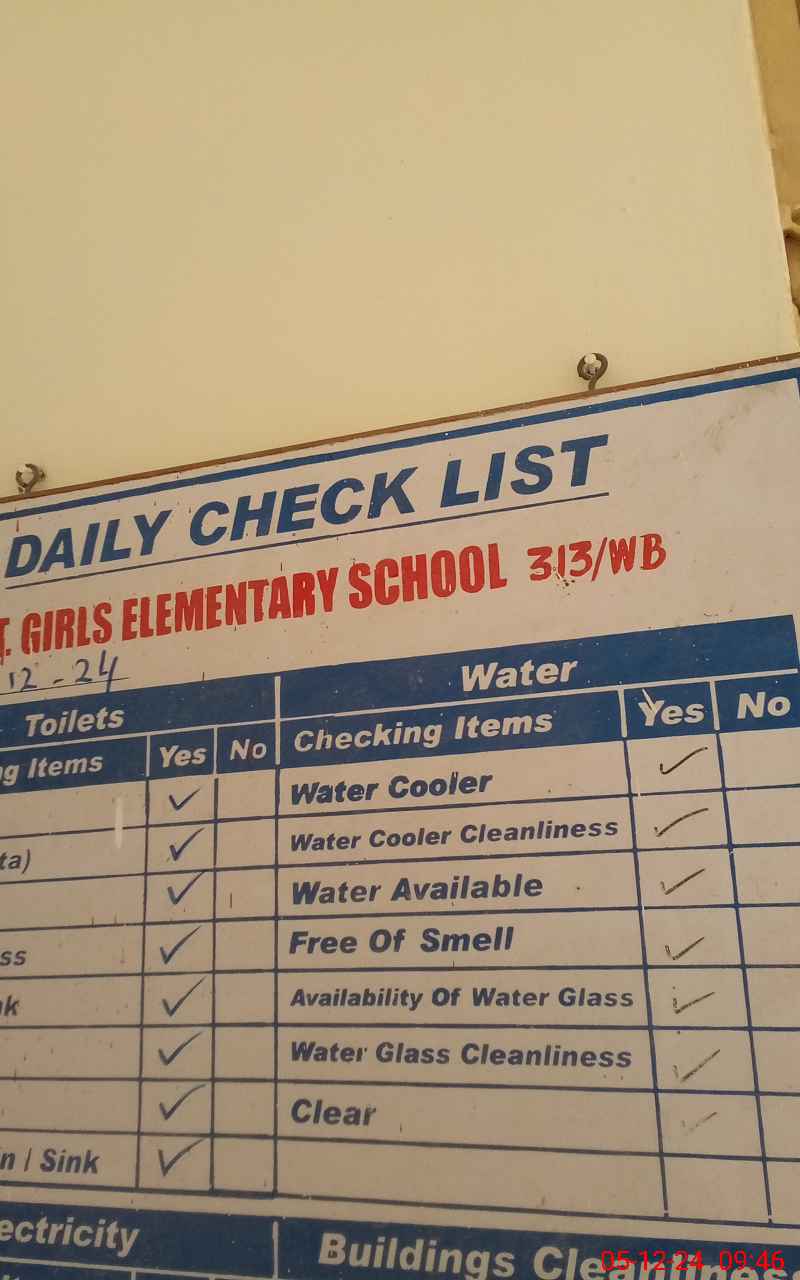 DAILY CHECK LIST
T. GIRLS ELEMENTARY SCHOOL 313/WB
12-24
Toilets
Water
g Items Yes No
Checking Items Yes No
✓
Water Cooler ✓
ta) ✓
Water Cooler Cleanliness ✓
✓
Water Available ✓
ss ✓
Free Of Smell ✓
k ✓
Availability Of Water Glass ✓
✓
Water Glass Cleanliness ✓
✓
Clear ✓
n / Sink ✓
ectricity
Buildings
05-12-24 09:46